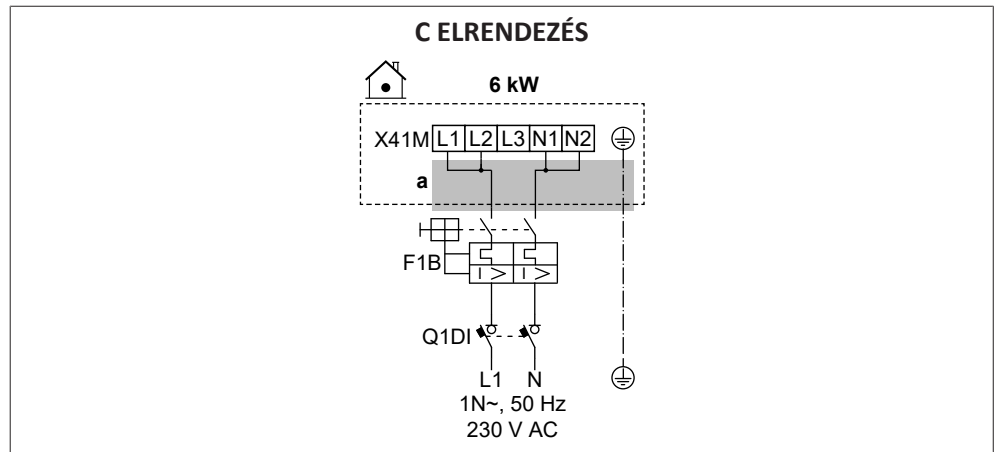 C ELRENDEZÉS
6 kW
X41M L1 L2 L3 N1 N2
a
F1B
I > I >
Q1DI
L1 N
1N~, 50 Hz
230 V AC